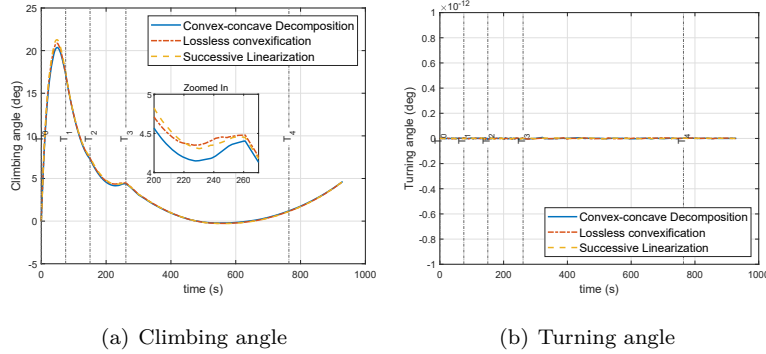 25
20
15
10
5
0
-5
Climbing angle (deg)
Convex-concave Decomposition
Lossless convexification
Successive Linearization
Zoomed In
5
4.5
4
200 220 240 260
T0
T1
T2
T3
T4
0 200 400 600 800 1000
time (s)
(a) Climbing angle
×10-12
1
0.8
0.6
0.4
0.2
0
-0.2
-0.4
-0.6
-0.8
-1
Turning angle (deg)
T0
T1
T2
T3
T4
Convex-concave Decomposition
Lossless convexification
Successive Linearization
0 200 400 600 800 1000
time (s)
(b) Turning angle